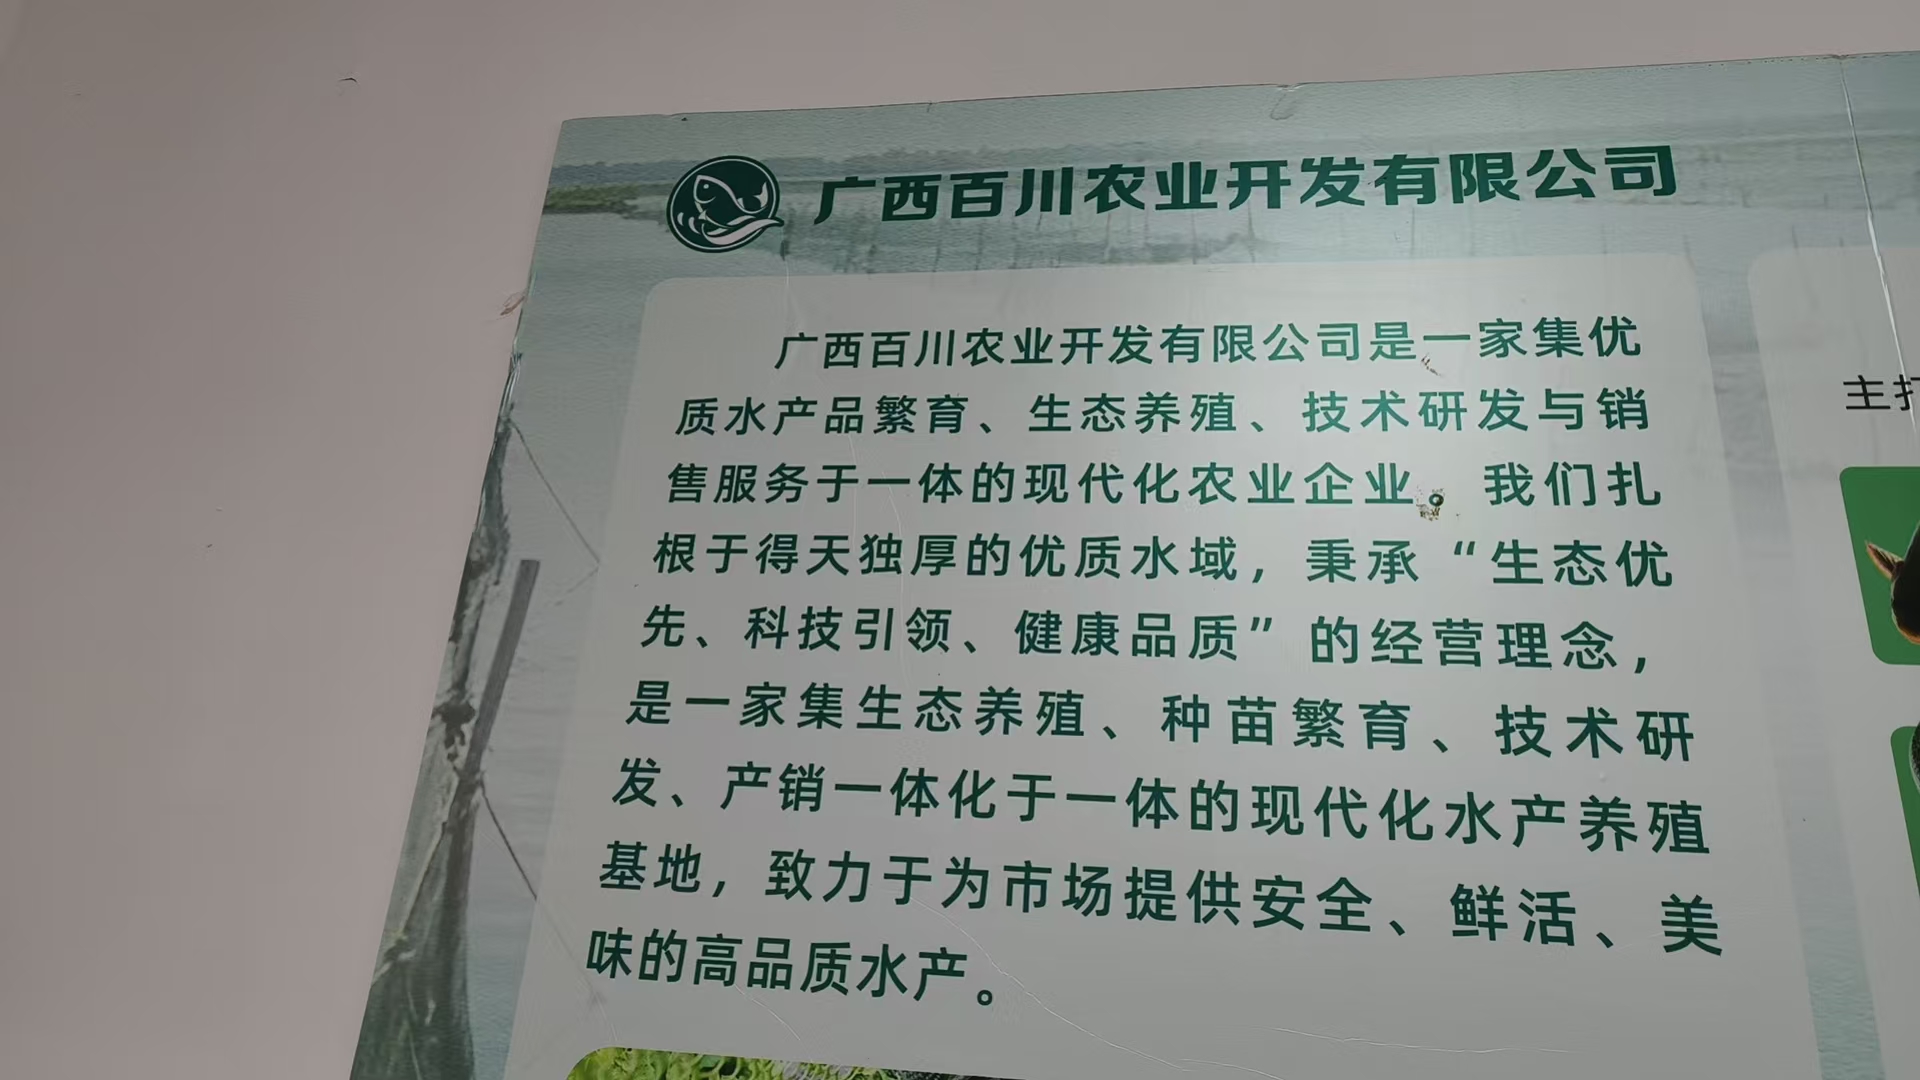 广西百川农业开发有限公司
广西百川农业开发有限公司是一家集优
质水产品繁育、生态养殖、技术研发与销
售服务于一体的现代化农业企业。我们扎
根于得天独厚的优质水域，秉承“生态优
先、科技引领、健康品质”的经营理念，
是一家集生态养殖、种苗繁育、技术研
发、产销一体化于一体的现代化水产养殖
基地，致力于为市场提供安全、鲜活、美
味的高品质水产。
主